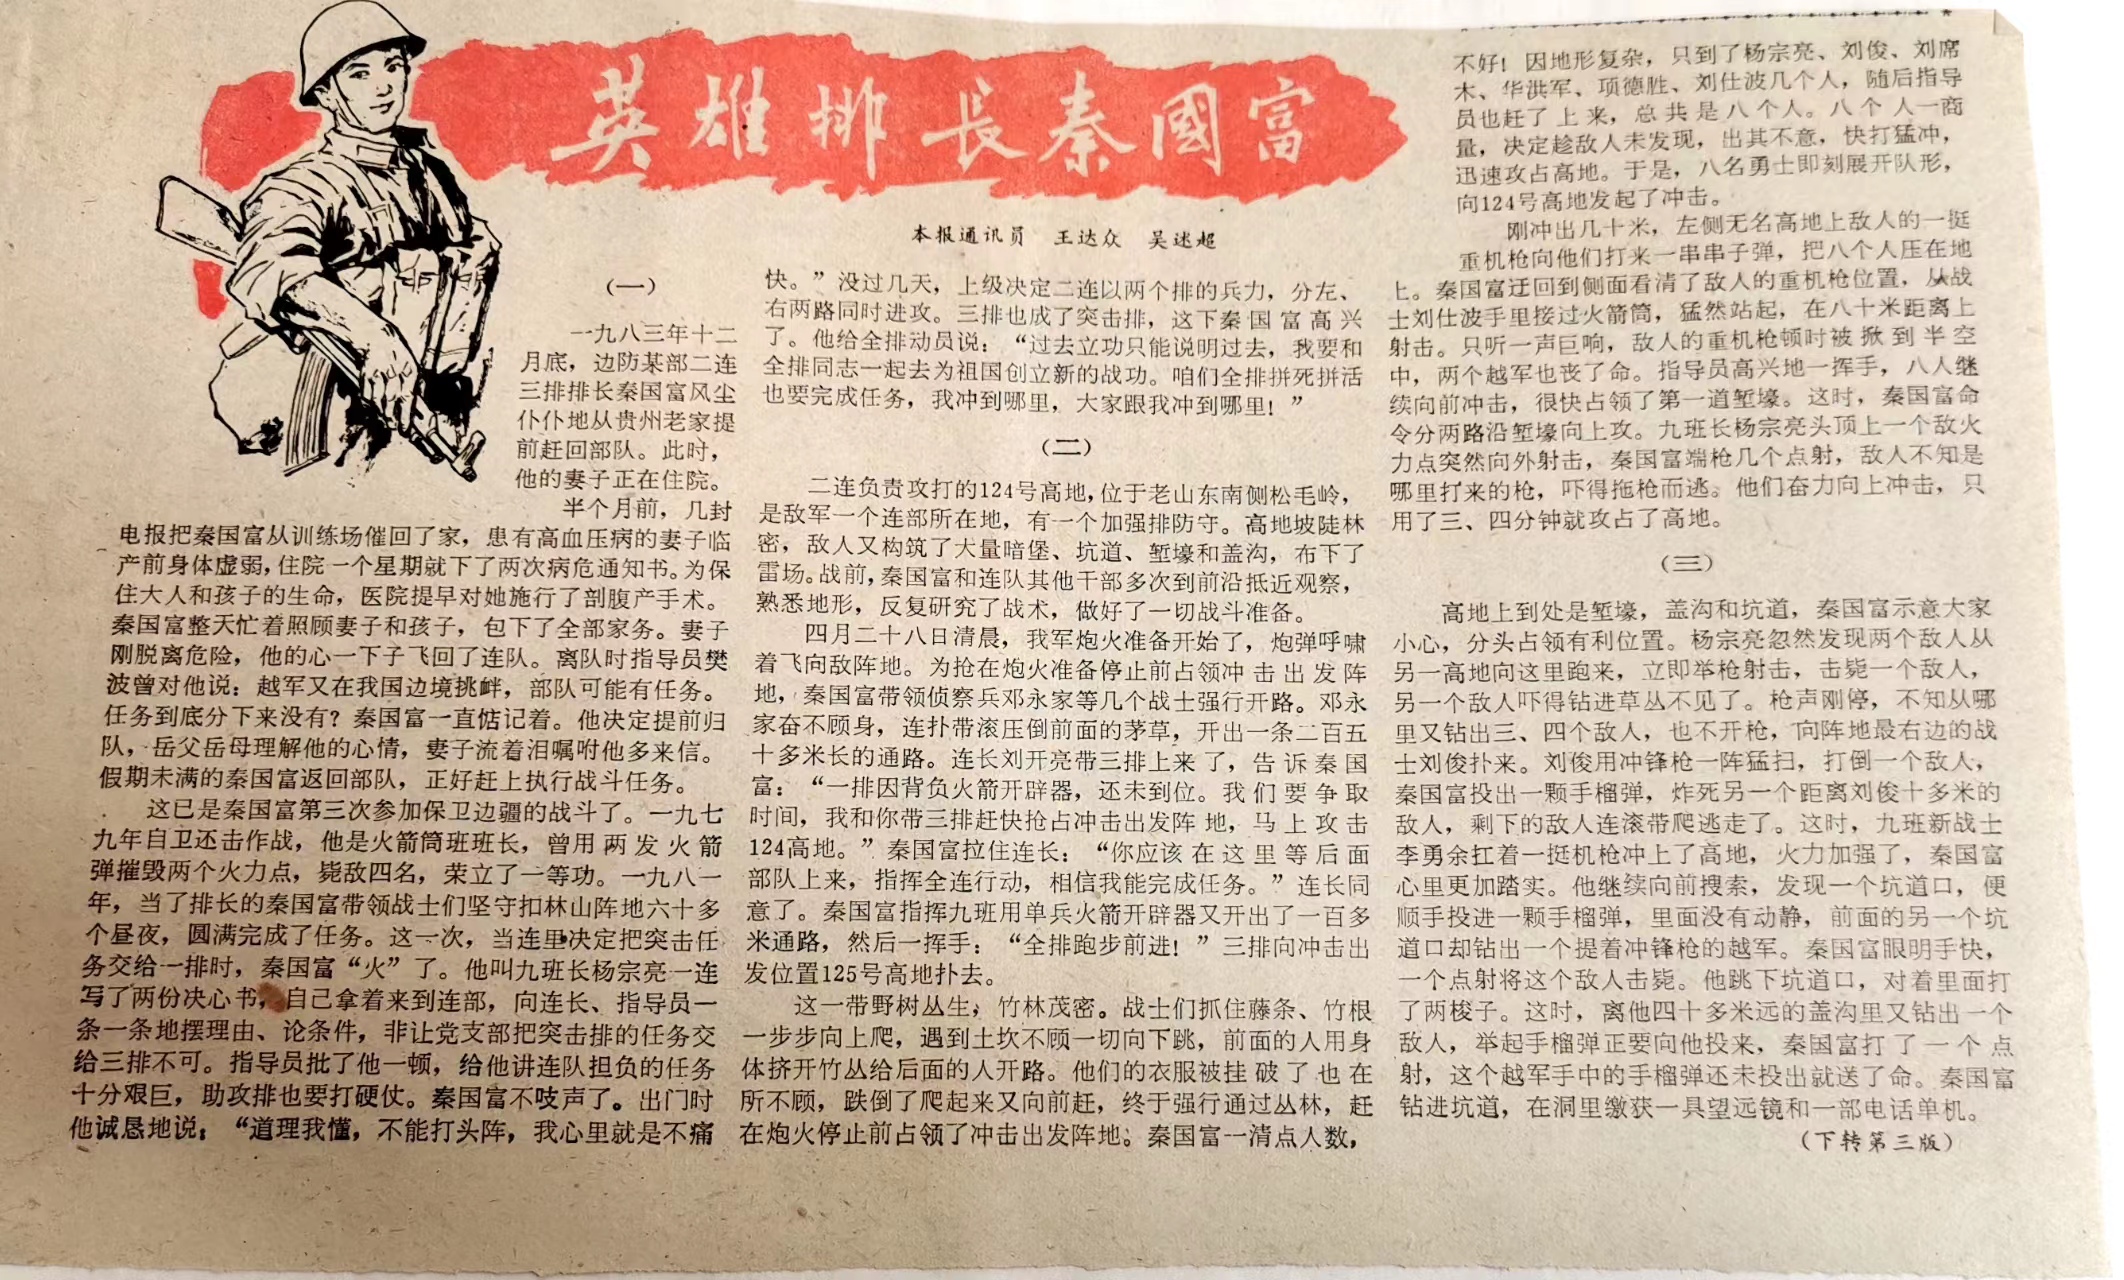 英雄排長秦國富
本报通讯员　王达众　吴述超
（一）
一九八三年十二
月底，边防某部二连
三排排长秦国富风尘
仆仆地从贵州老家提
前赶回部队。此时，
他的妻子正在住院。
半个月前，几封
电报把秦国富从训练场催回了家，患有高血压病的妻子临
产前身体虚弱，住院一个星期就下了两次病危通知书。为保
住大人和孩子的生命，医院提早对她施行了剖腹产手术。
秦国富整天忙着照顾妻子和孩子，包下了全部家务。妻子
刚脱离危险，他的心一下子飞回了连队。离队时指导员樊
波曾对他说：越军又在我国边境挑衅，部队可能有任务。
任务到底分下来没有？秦国富一直惦记着。他决定提前归
队，岳父岳母理解他的心情，妻子流着泪嘱咐他多来信。
假期未满的秦国富返回部队，正好赶上执行战斗任务。
这已是秦国富第三次参加保卫边疆的战斗了。一九七
九年自卫还击作战，他是火箭筒班班长，曾用两发火箭
弹摧毁两个火力点，毙敌四名，荣立了一等功。一九八一
年，当了排长的秦国富带领战士们坚守扣林山阵地六十多
个昼夜，圆满完成了任务。这一次，当连里决定把突击任
务交给一排时，秦国富“火”了。他叫九班长杨宗亮一连
写了两份决心书，自己拿着来到连部，向连长、指导员一
条一条地摆理由、论条件，非让党支部把突击排的任务交
给三排不可。指导员批了他一顿，给他讲连队担负的任务
十分艰巨，助攻排也要打硬仗。秦国富不吱声了。出门时
他诚恳地说：“道理我懂，不能打头阵，我心里就是不痛
快。”没过几天，上级决定二连以两个排的兵力，分左、
右两路同时进攻。三排也成了突击排，这下秦国富高兴
了。他给全排动员说：“过去立功只能说明过去，我要和
全排同志一起去为祖国创立新的战功。咱们全排拼死拼活
也要完成任务，我冲到哪里，大家跟我冲到哪里！”
（二）
二连负责攻打的124号高地，位于老山东南侧松毛岭，
是敌军一个连部所在地，有一个加强排防守。高地坡陡林
密，敌人又构筑了大量暗堡、坑道、堑壕和盖沟，布下了
雷场。战前，秦国富和连队其他干部多次到前沿抵近观察，
熟悉地形，反复研究了战术，做好了一切战斗准备。
四月二十八日清晨，我军炮火准备开始了，炮弹呼啸
着飞向敌阵地。为抢在炮火准备停止前占领冲击出发阵
地，秦国富带领侦察兵邓永家等几个战士强行开路。邓永
家奋不顾身，连扑带滚压倒前面的茅草，开出一条二百五
十多米长的通路。连长刘开亮带三排上来了，告诉秦国
富：“一排因背负火箭开辟器，还未到位。我们要争取
时间，我和你带三排赶快抢占冲击出发阵地，马上攻击
124高地。”秦国富拉住连长：“你应该在这里等后面
部队上来，指挥全连行动，相信我能完成任务。”连长同
意了。秦国富指挥九班用单兵火箭开辟器又开出了一百多
米通路，然后一挥手：“全排跑步前进！”三排向冲击出
发位置125号高地扑去。
这一带野树丛生，竹林茂密。战士们抓住藤条、竹根
一步步向上爬，遇到土坎不顾一切向下跳，前面的人用身
体挤开竹丛给后面的人开路。他们的衣服被挂破了也在
所不顾，跌倒了爬起来又向前赶，终于强行通过丛林，赶
在炮火停止前占领了冲击出发阵地。秦国富一清点人数，
不好！因地形复杂，只到了杨宗亮、刘俊、刘席
木、华洪军、项德胜、刘仕波几个人，随后指导
员也赶了上来，总共是八个人。八个人一商
量，决定趁敌人未发现，出其不意，快打猛冲，
迅速攻占高地。于是，八名勇士即刻展开队形，
向124号高地发起了冲击。
刚冲出几十米，左侧无名高地上敌人的一挺
重机枪向他们打来一串串子弹，把八个人压在地
上。秦国富迂回到侧面看清了敌人的重机枪位置，从战
士刘仕波手里接过火箭筒，猛然站起，在八十米距离上
射击。只听一声巨响，敌人的重机枪顿时被掀到半空
中，两个越军也丧了命。指导员高兴地一挥手，八人继
续向前冲击，很快占领了第一道堑壕。这时，秦国富命
令分两路沿堑壕向上攻。九班长杨宗亮头顶上一个敌火
力点突然向外射击，秦国富端枪几个点射，敌人不知是
哪里打来的枪，吓得拖枪而逃。他们奋力向上冲击，只
用了三、四分钟就攻占了高地。
（三）
高地上到处是堑壕，盖沟和坑道，秦国富示意大家
小心，分头占领有利位置。杨宗亮忽然发现两个敌人从
另一高地向这里跑来，立即举枪射击，击毙一个敌人，
另一个敌人吓得钻进草丛不见了。枪声刚停，不知从哪
里又钻出三、四个敌人，也不开枪，向阵地最右边的战
士刘俊扑来。刘俊用冲锋枪一阵猛扫，打倒一个敌人，
秦国富投出一颗手榴弹，炸死另一个距离刘俊十多米的
敌人，剩下的敌人连滚带爬逃走了。这时，九班新战士
李勇余扛着一挺机枪冲上了高地，火力加强了，秦国富
心里更加踏实。他继续向前搜索，发现一个坑道口，便
顺手投进一颗手榴弹，里面没有动静，前面的另一个坑
道口却钻出一个提着冲锋枪的越军。秦国富眼明手快，
一个点射将这个敌人击毙。他跳下坑道口，对着里面打
了两梭子。这时，离他四十多米远的盖沟里又钻出一个
敌人，举起手榴弹正要向他投来，秦国富打了一个点
射，这个越军手中的手榴弹还未投出就送了命。秦国富
钻进坑道，在洞里缴获一具望远镜和一部电话单机。
（下转第三版）